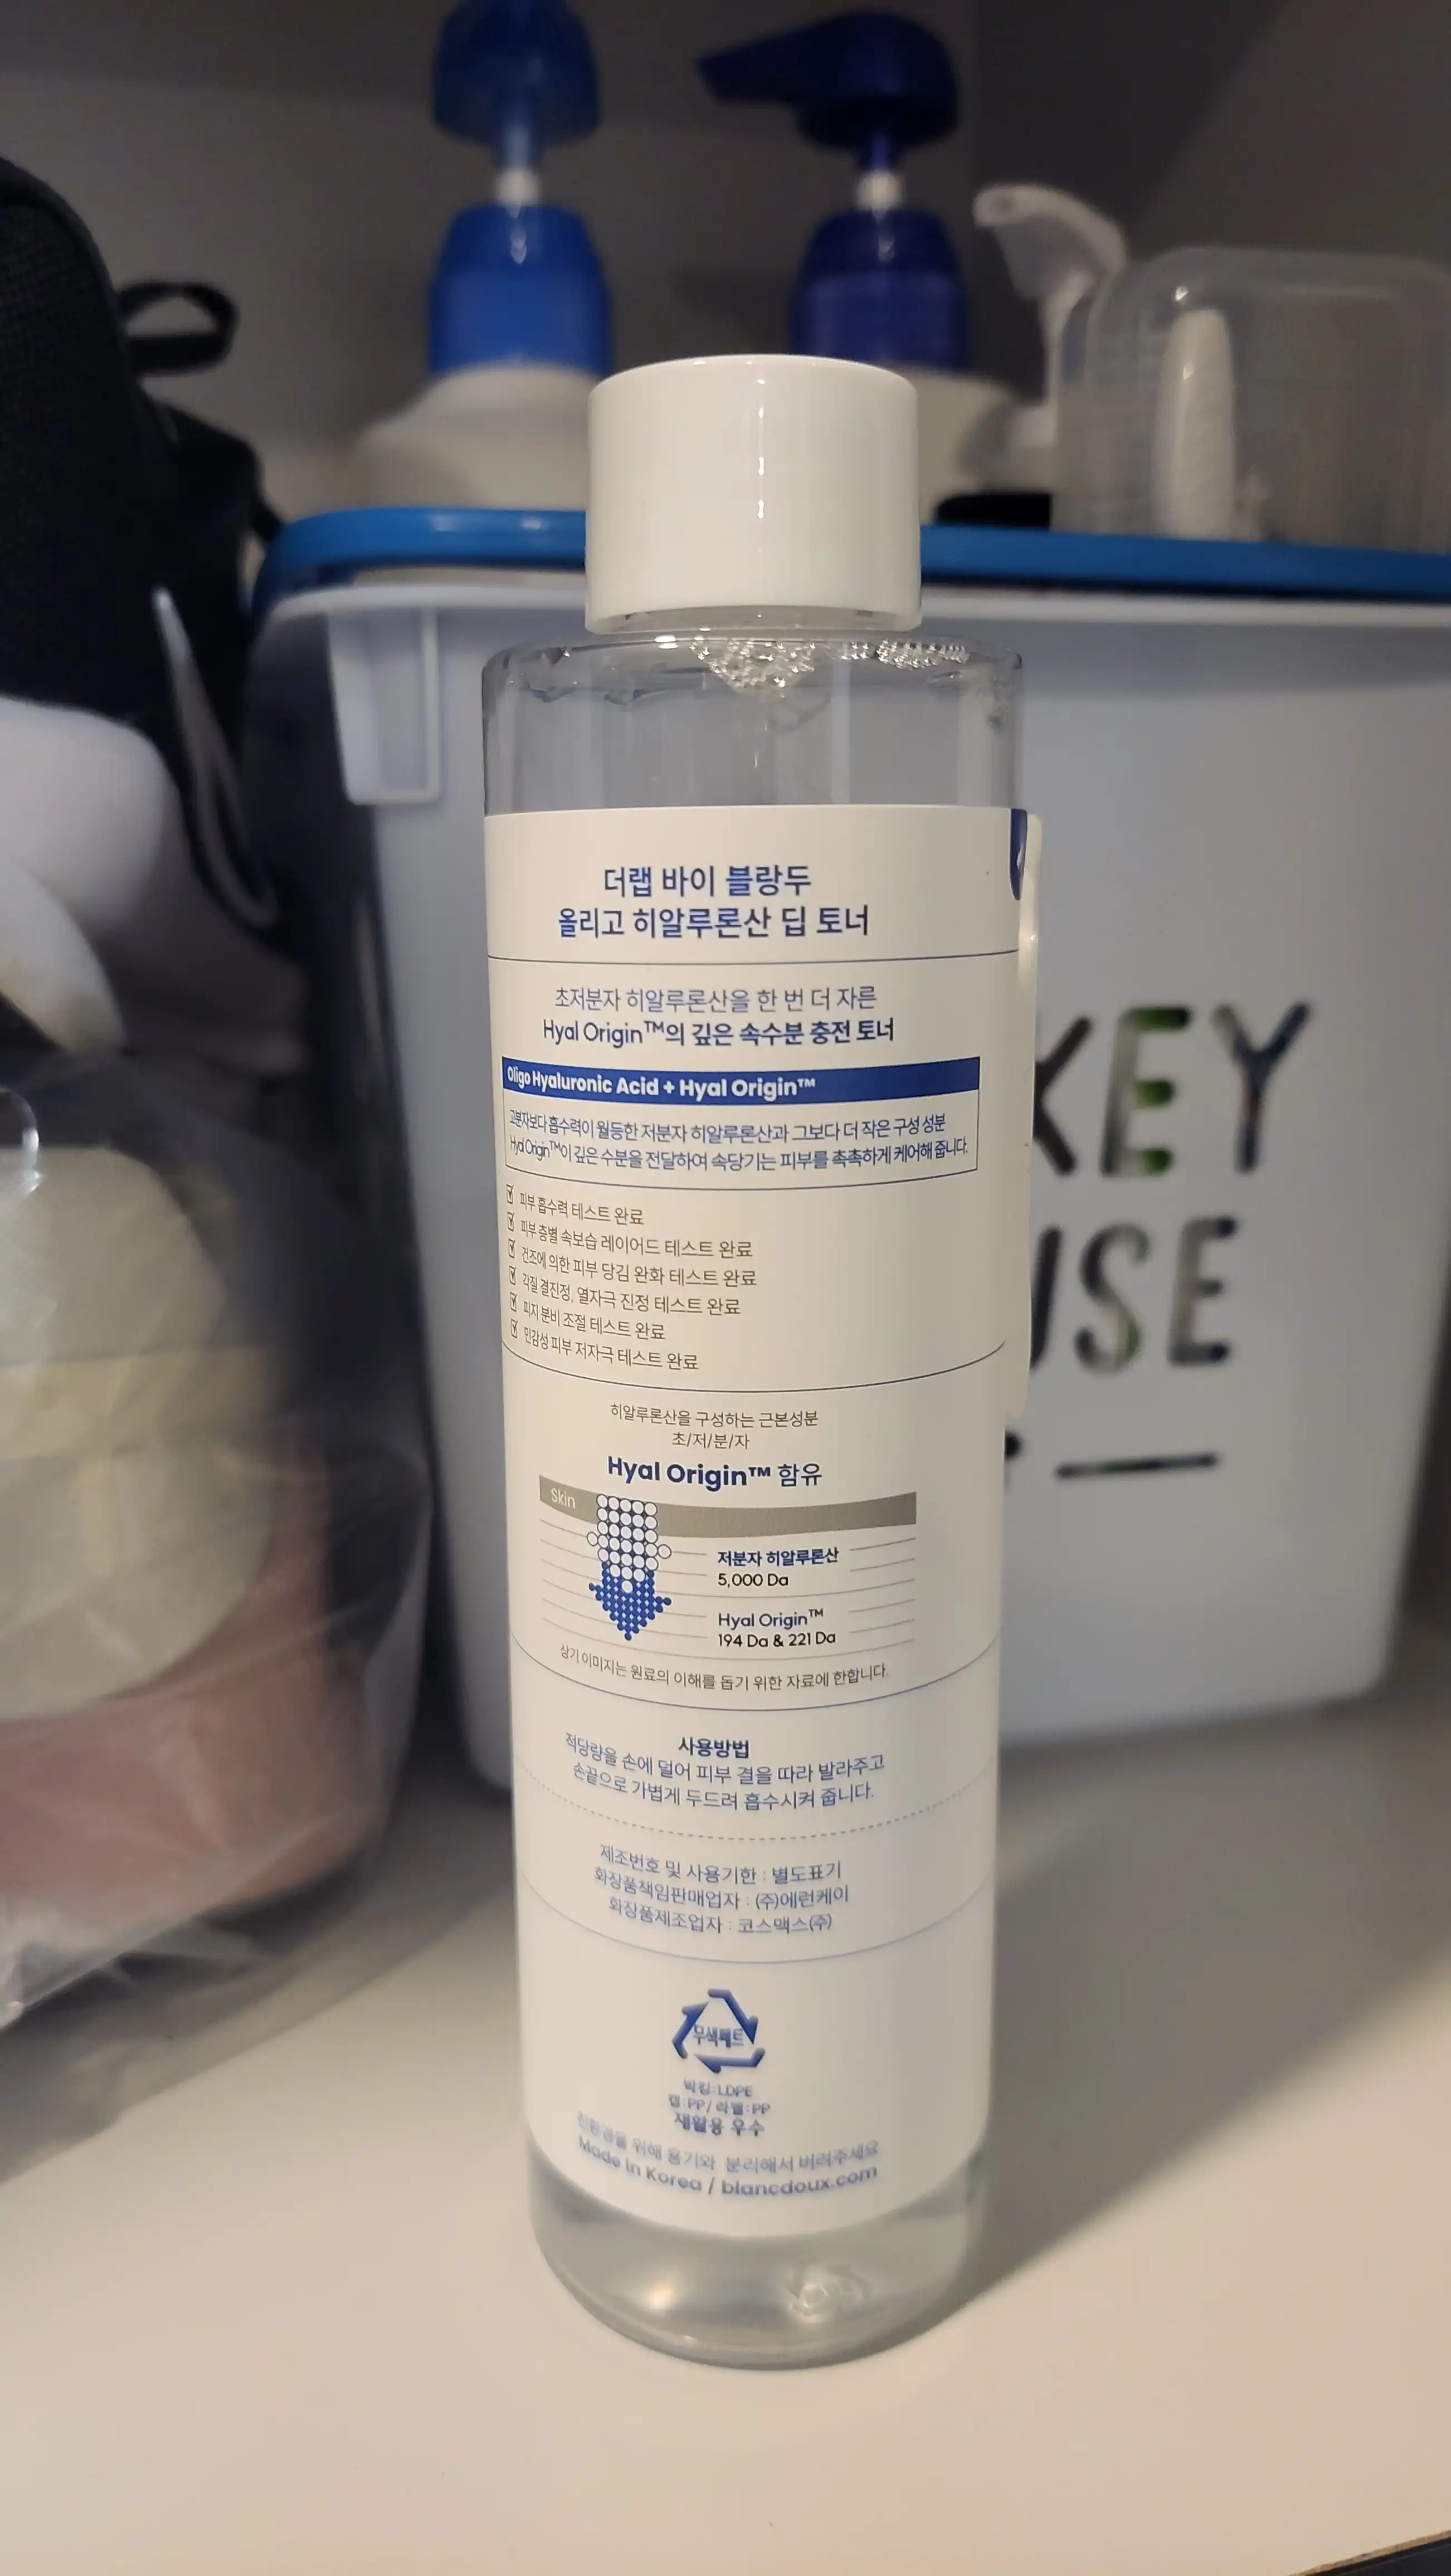 더랩 바이 블랑두
올리고 히알루론산 딥 토너
초저분자 히알루론산을 한 번 더 자른
Hyal Origin™의 깊은 속수분 충전 토너
Oligo Hyaluronic Acid + Hyal Origin™
고분자보다 흡수력이 월등한 저분자 히알루론산과 그보다 더 작은 구성 성분
Hyal Origin™이 깊은 수분을 전달하여 속당기는 피부를 촉촉하게 케어해 줍니다.
피부 흡수력 테스트 완료
피부 층별 속보습 레이어드 테스트 완료
건조에 의한 피부 당김 완화 테스트 완료
각질 결진정, 열자극 진정 테스트 완료
피지 분비 조절 테스트 완료
민감성 피부 저자극 테스트 완료
히알루론산을 구성하는 근본성분
초/저/분/자
Hyal Origin™ 함유
Skin
저분자 히알루론산
5,000 Da
Hyal Origin™
194 Da & 221 Da
상기 이미지는 원료의 이해를 돕기 위한 자료에 한합니다.
사용방법
적당량을 손에 덜어 피부 결을 따라 발라주고
손끝으로 가볍게 두드려 흡수시켜 줍니다.
제조번호 및 사용기한 : 별도표기
화장품책임판매업자 : (주)에런케이
화장품제조업자 : 코스맥스(주)
무색페트
박킹:LDPE
캡:PP / 라벨:PP
재활용 우수
친환경을 위해 용기와 분리해서 버려주세요
Made in Korea / blancdoux.com
KEY
USE